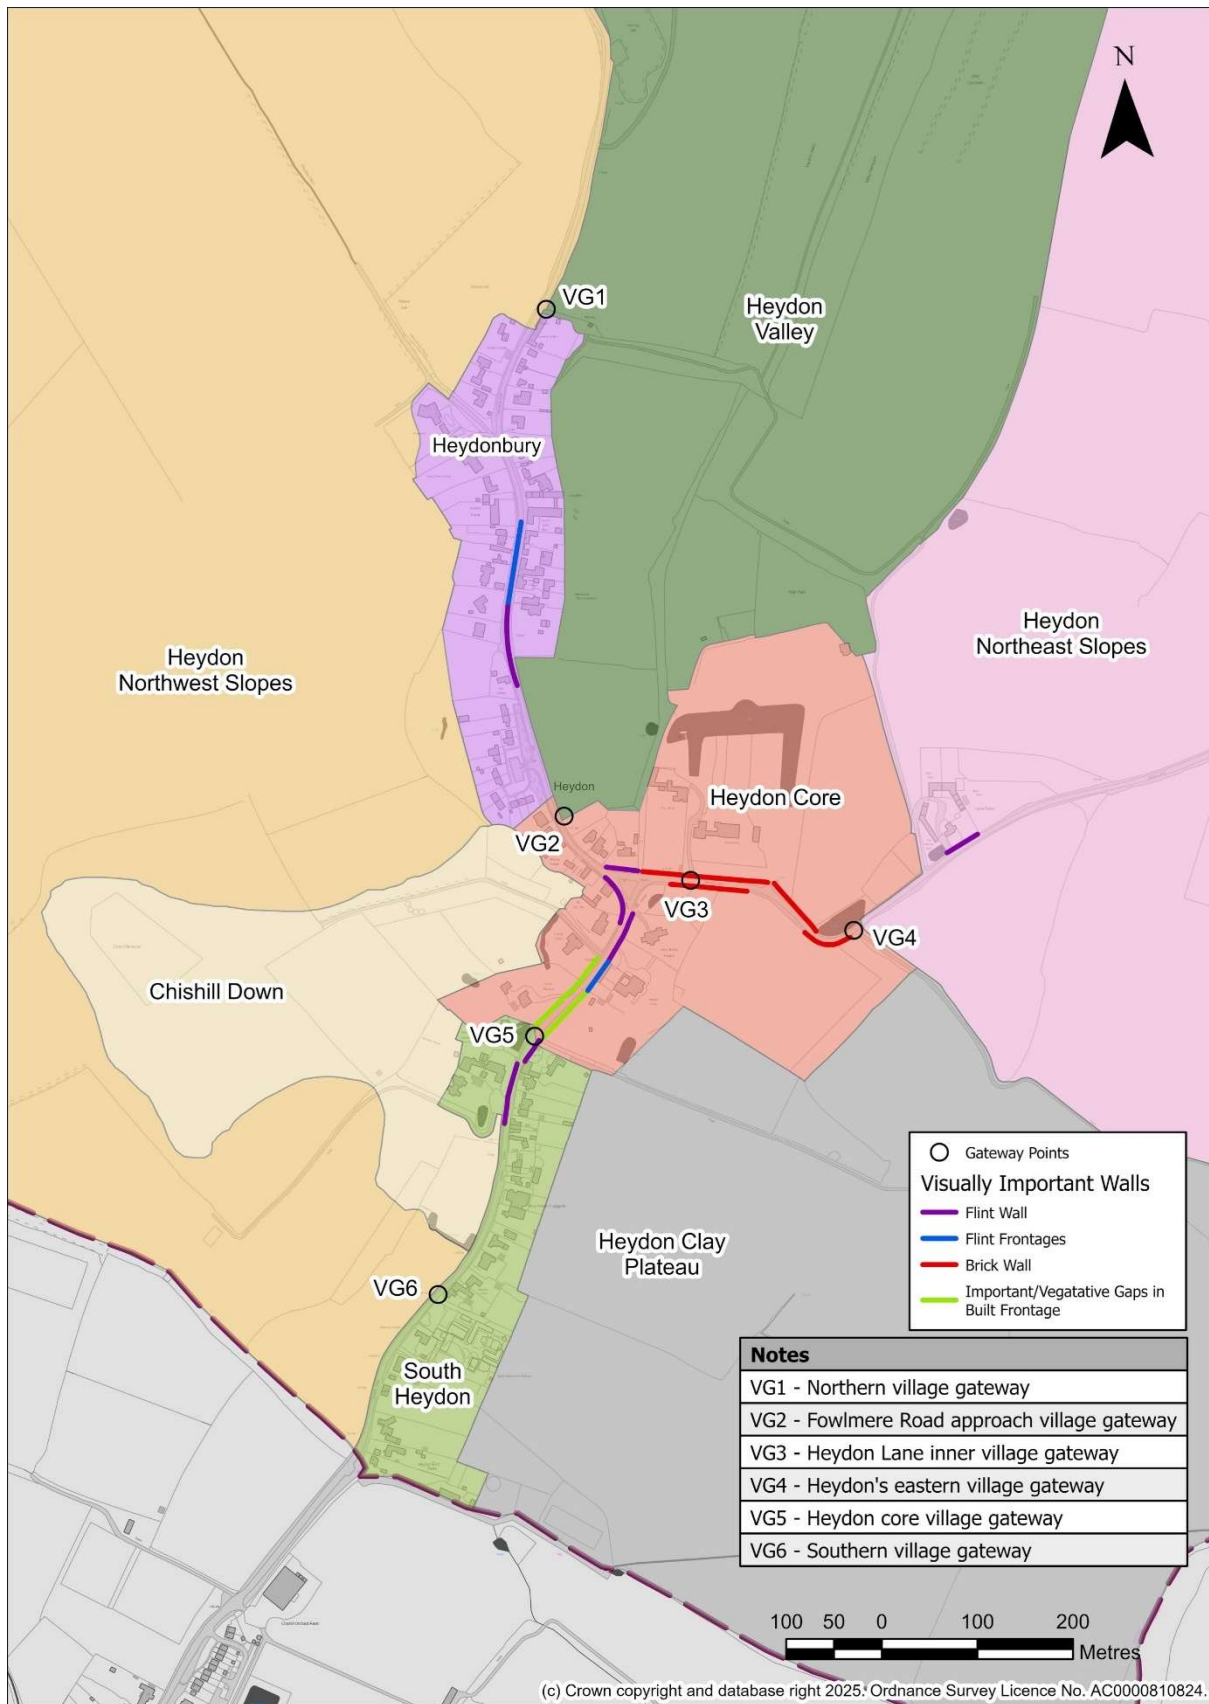 N
VG1
Heydon
Valley
Heydonbury
Heydon
Northeast Slopes
Heydon
Northwest Slopes
Heydon
Heydon Core
VG2
VG3
VG4
Chishill Down
VG5
Heydon Clay
Plateau
VG6
South
Heydon
Gateway Points
Visually Important Walls
Flint Wall
Flint Frontages
Brick Wall
Important/Vegatative Gaps in
Built Frontage
Notes
VG1 - Northern village gateway
VG2 - Fowlmere Road approach village gateway
VG3 - Heydon Lane inner village gateway
VG4 - Heydon's eastern village gateway
VG5 - Heydon core village gateway
VG6 - Southern village gateway
100 50 0 100 200
Metres
(c) Crown copyright and database right 2025. Ordnance Survey Licence No. AC0000810824.